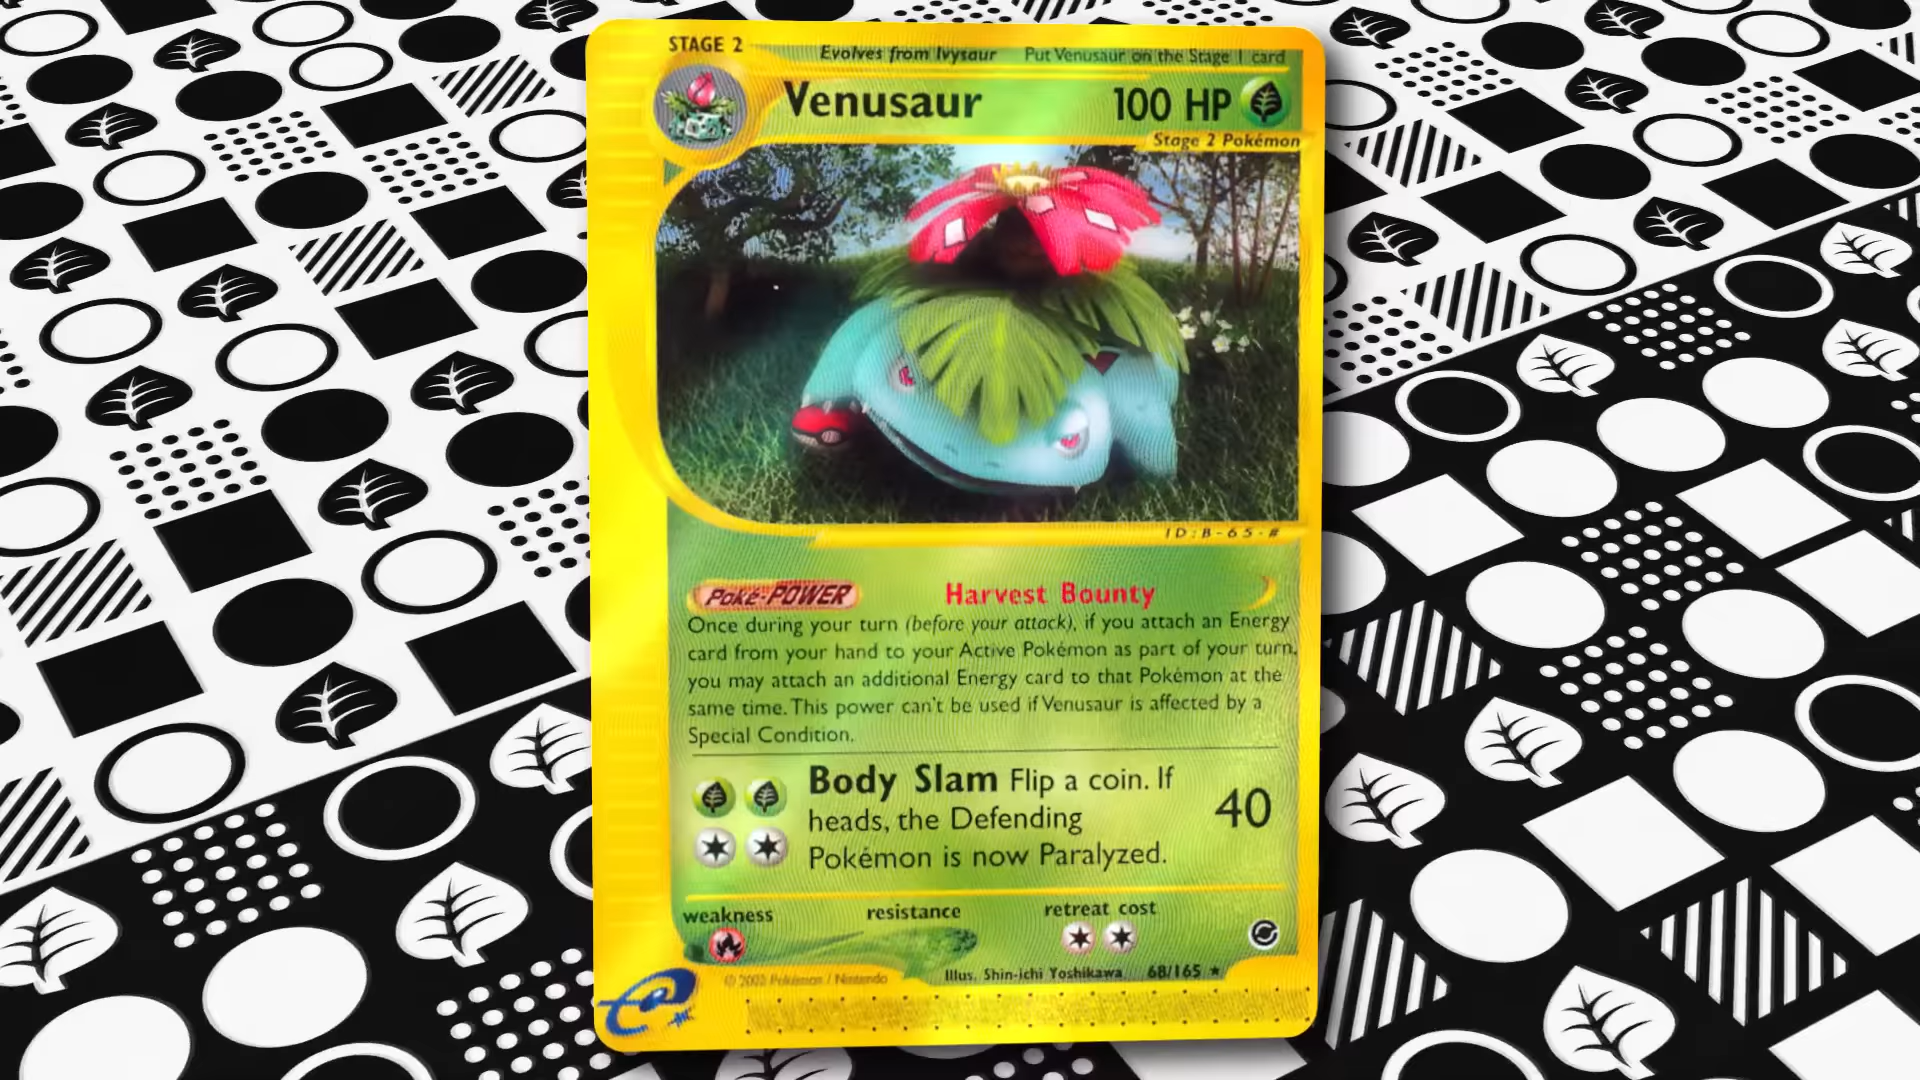 STAGE 2
Evolves from Ivysaur Put Venusaur on the Stage 1 card
Venusaur 100 HP
Stage 2 Pokémon
ID:B-65-#
Poké-POWER Harvest Bounty
Once during your turn (before your attack), if you attach an Energy
card from your hand to your Active Pokémon as part of your turn,
you may attach an additional Energy card to that Pokémon at the
same time. This power can't be used if Venusaur is affected by a
Special Condition.
Body Slam Flip a coin. If
heads, the Defending
Pokémon is now Paralyzed.
40
weakness resistance retreat cost
© 2002 Pokémon / Nintendo Illus. Shin-ichi Yoshikawa 68/165 ★
e